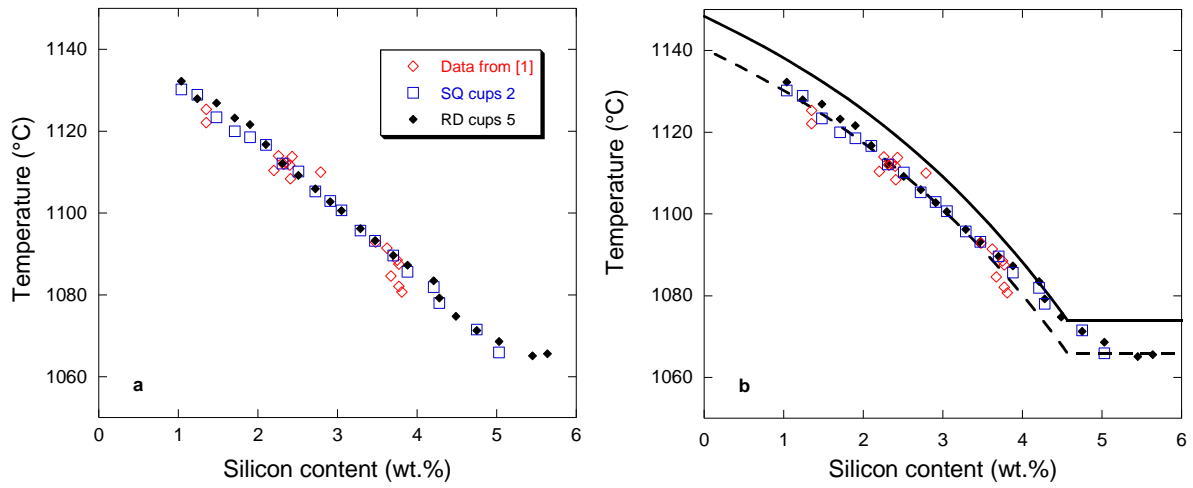 1140
1120
1100
1080
1060
Temperature (°C)
Data from [1]
SQ cups 2
RD cups 5
a
0 1 2 3 4 5 6
Silicon content (wt.%)
1140
1120
1100
1080
1060
Temperature (°C)
b
0 1 2 3 4 5 6
Silicon content (wt.%)